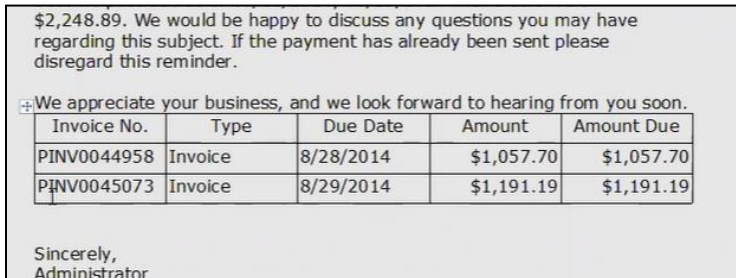 $2,248.89. We would be happy to discuss any questions you may have
regarding this subject. If the payment has already been sent please
disregard this reminder.
We appreciate your business, and we look forward to hearing from you soon.
Invoice No. Type Due Date Amount Amount Due
PINV0044958 Invoice 8/28/2014 $1,057.70 $1,057.70
PINV0045073 Invoice 8/29/2014 $1,191.19 $1,191.19
Sincerely,
Administrator